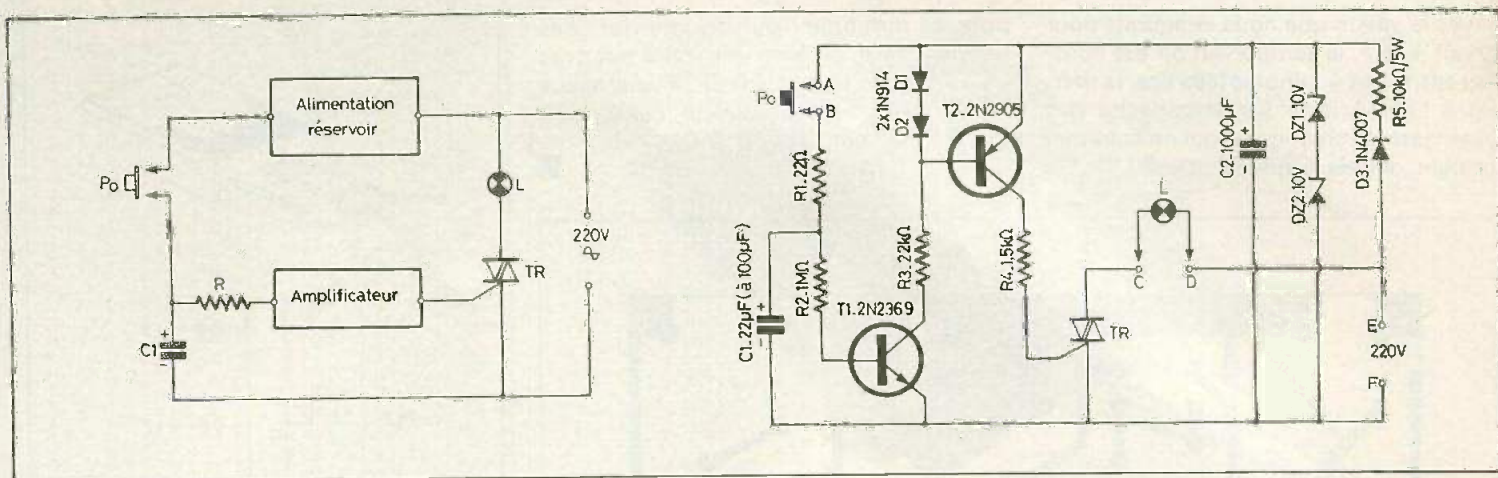 Alimentation
réservoir
Po
L
220V
TR
R
Amplificateur
C1
+
-
Po
A
B
R1.22Ω
C1.22µF(à 100µF)
+
-
R2.1MΩ
T1.2N2369
2x1N914
D1
D2
R3.22kΩ
T2.2N2905
R4.1,5kΩ
TR
L
C
D
C2-1000µF
+
-
DZ1.10V
DZ2.10V
R5.10kΩ/5W
D3.1N4007
E
220V
F